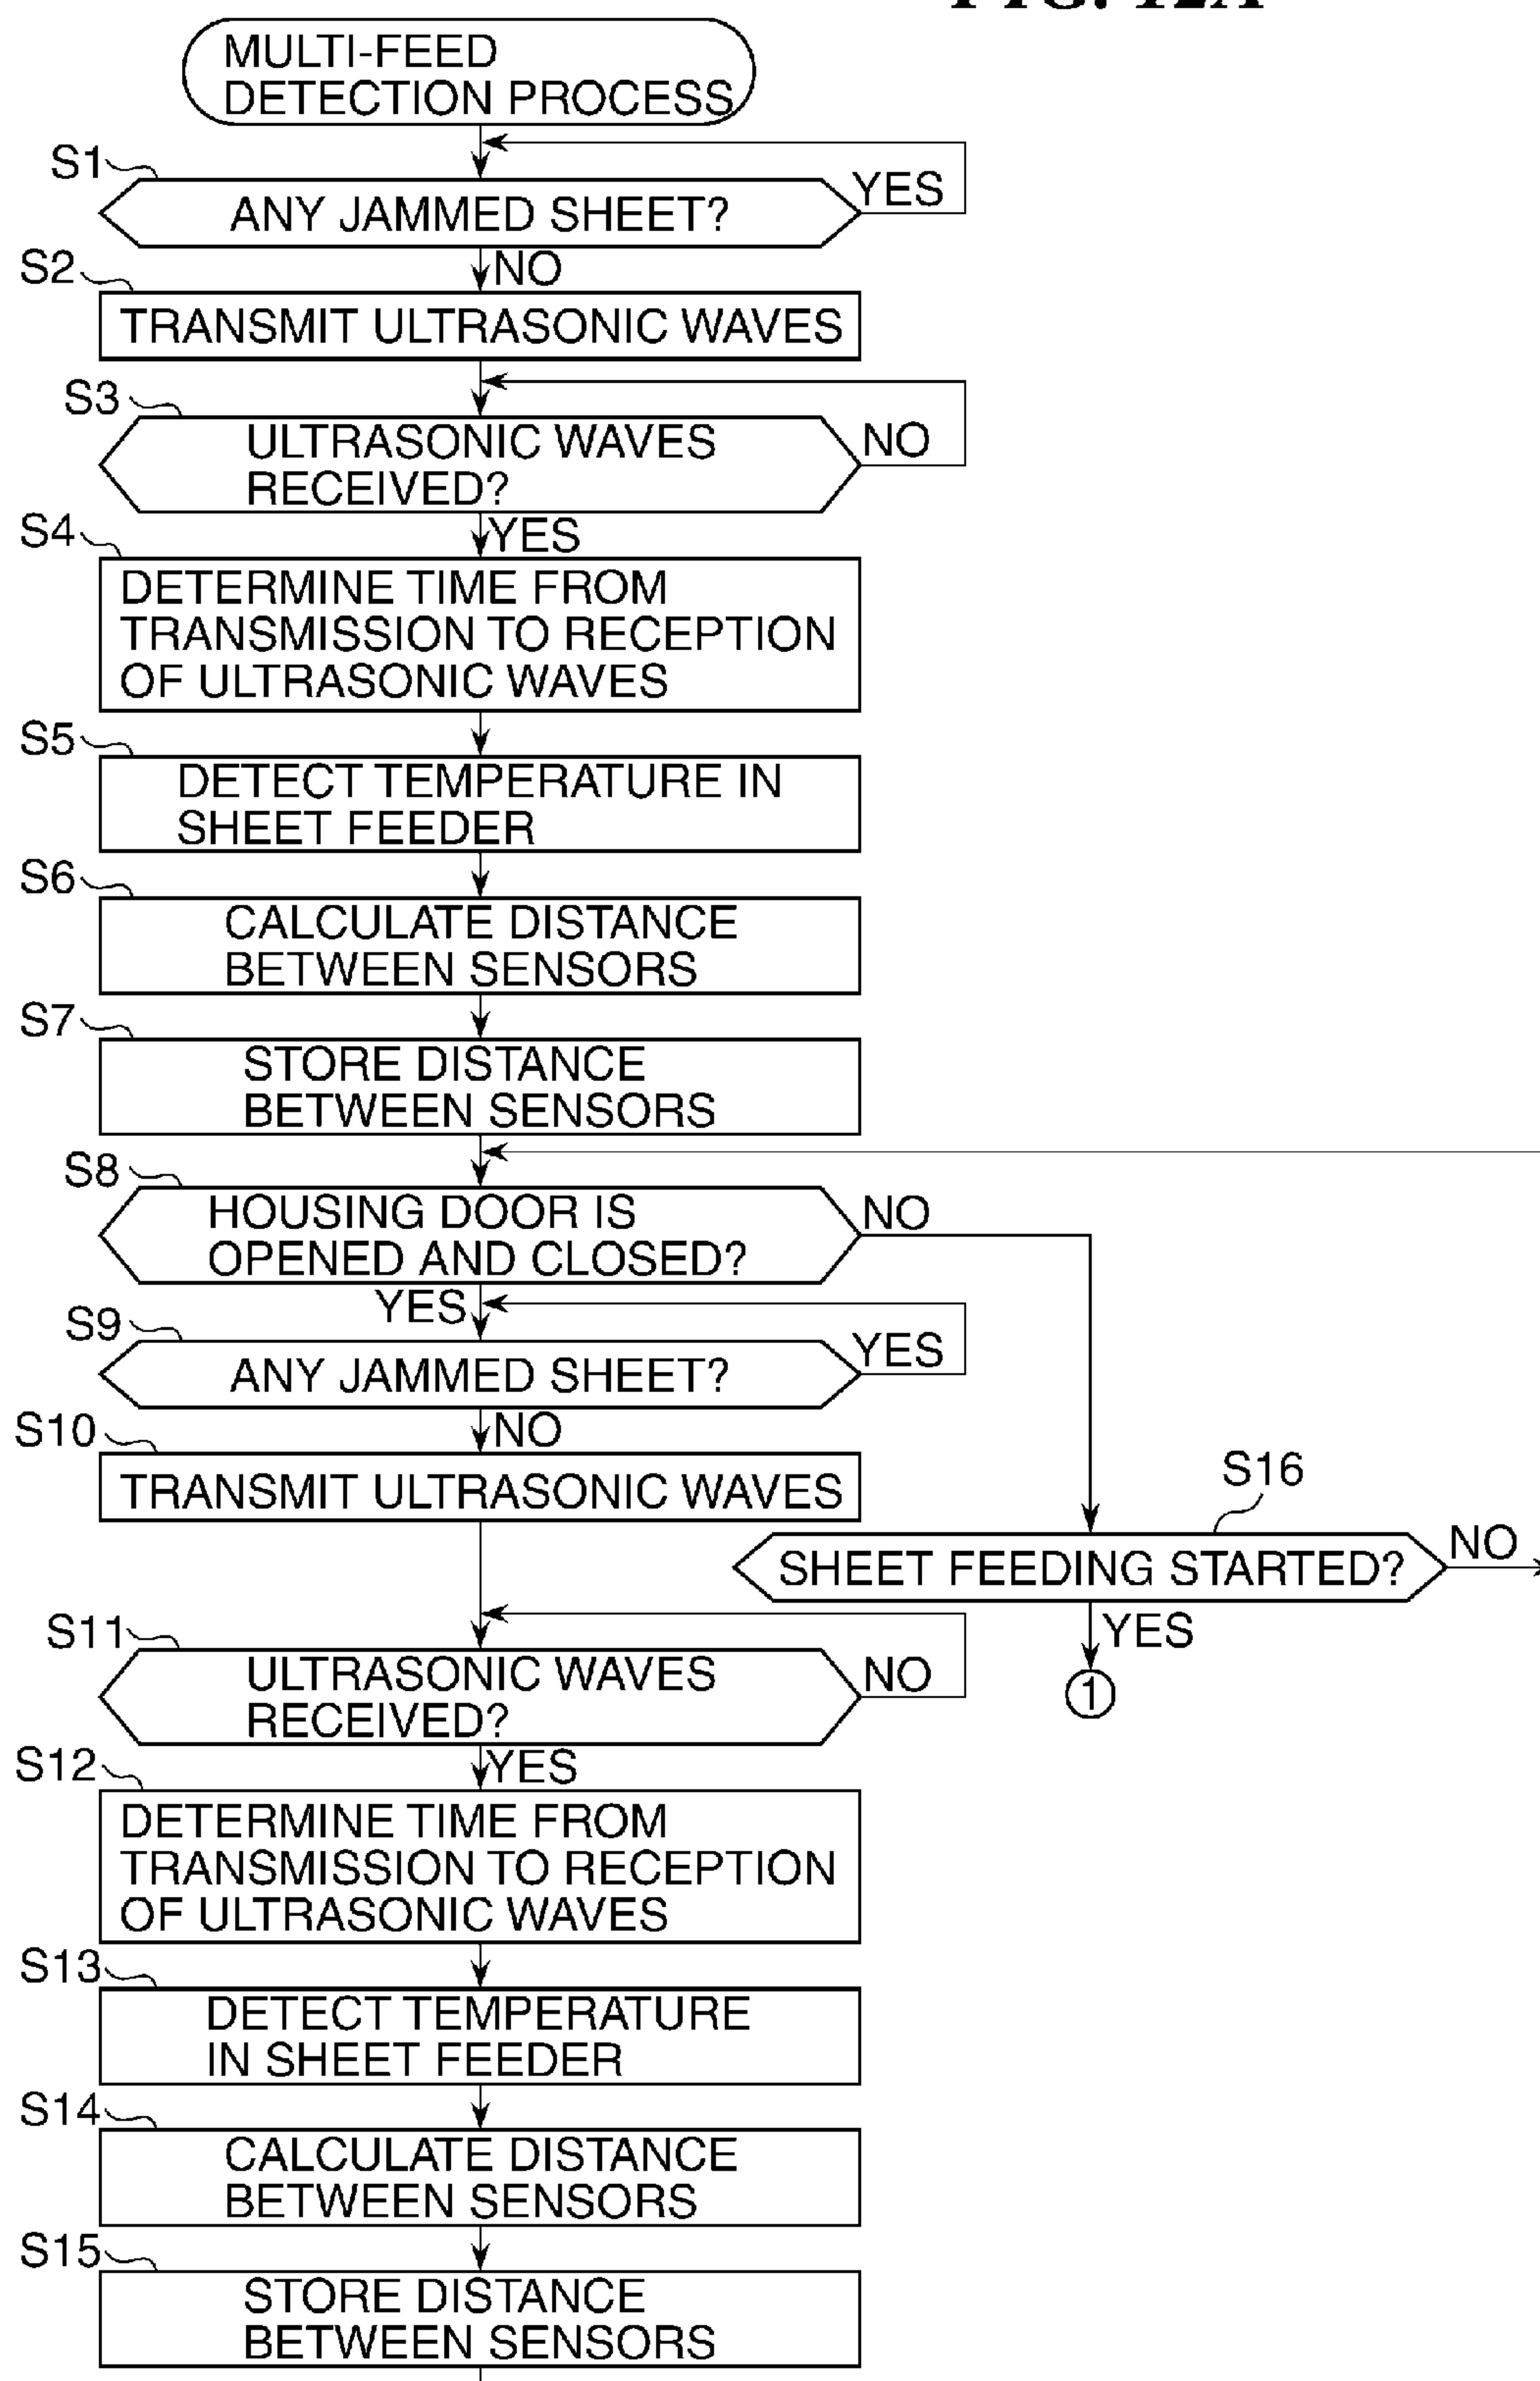 MULTI-FEED
DETECTION PROCESS
S1
ANY JAMMED SHEET?
YES
NO
S2
TRANSMIT ULTRASONIC WAVES
S3
ULTRASONIC WAVES
RECEIVED?
NO
YES
S4
DETERMINE TIME FROM
TRANSMISSION TO RECEPTION
OF ULTRASONIC WAVES
S5
DETECT TEMPERATURE IN
SHEET FEEDER
S6
CALCULATE DISTANCE
BETWEEN SENSORS
S7
STORE DISTANCE
BETWEEN SENSORS
S8
HOUSING DOOR IS
OPENED AND CLOSED?
NO
YES
S9
ANY JAMMED SHEET?
YES
NO
S10
TRANSMIT ULTRASONIC WAVES
S16
SHEET FEEDING STARTED?
NO
YES
1
S11
ULTRASONIC WAVES
RECEIVED?
NO
YES
S12
DETERMINE TIME FROM
TRANSMISSION TO RECEPTION
OF ULTRASONIC WAVES
S13
DETECT TEMPERATURE
IN SHEET FEEDER
S14
CALCULATE DISTANCE
BETWEEN SENSORS
S15
STORE DISTANCE
BETWEEN SENSORS